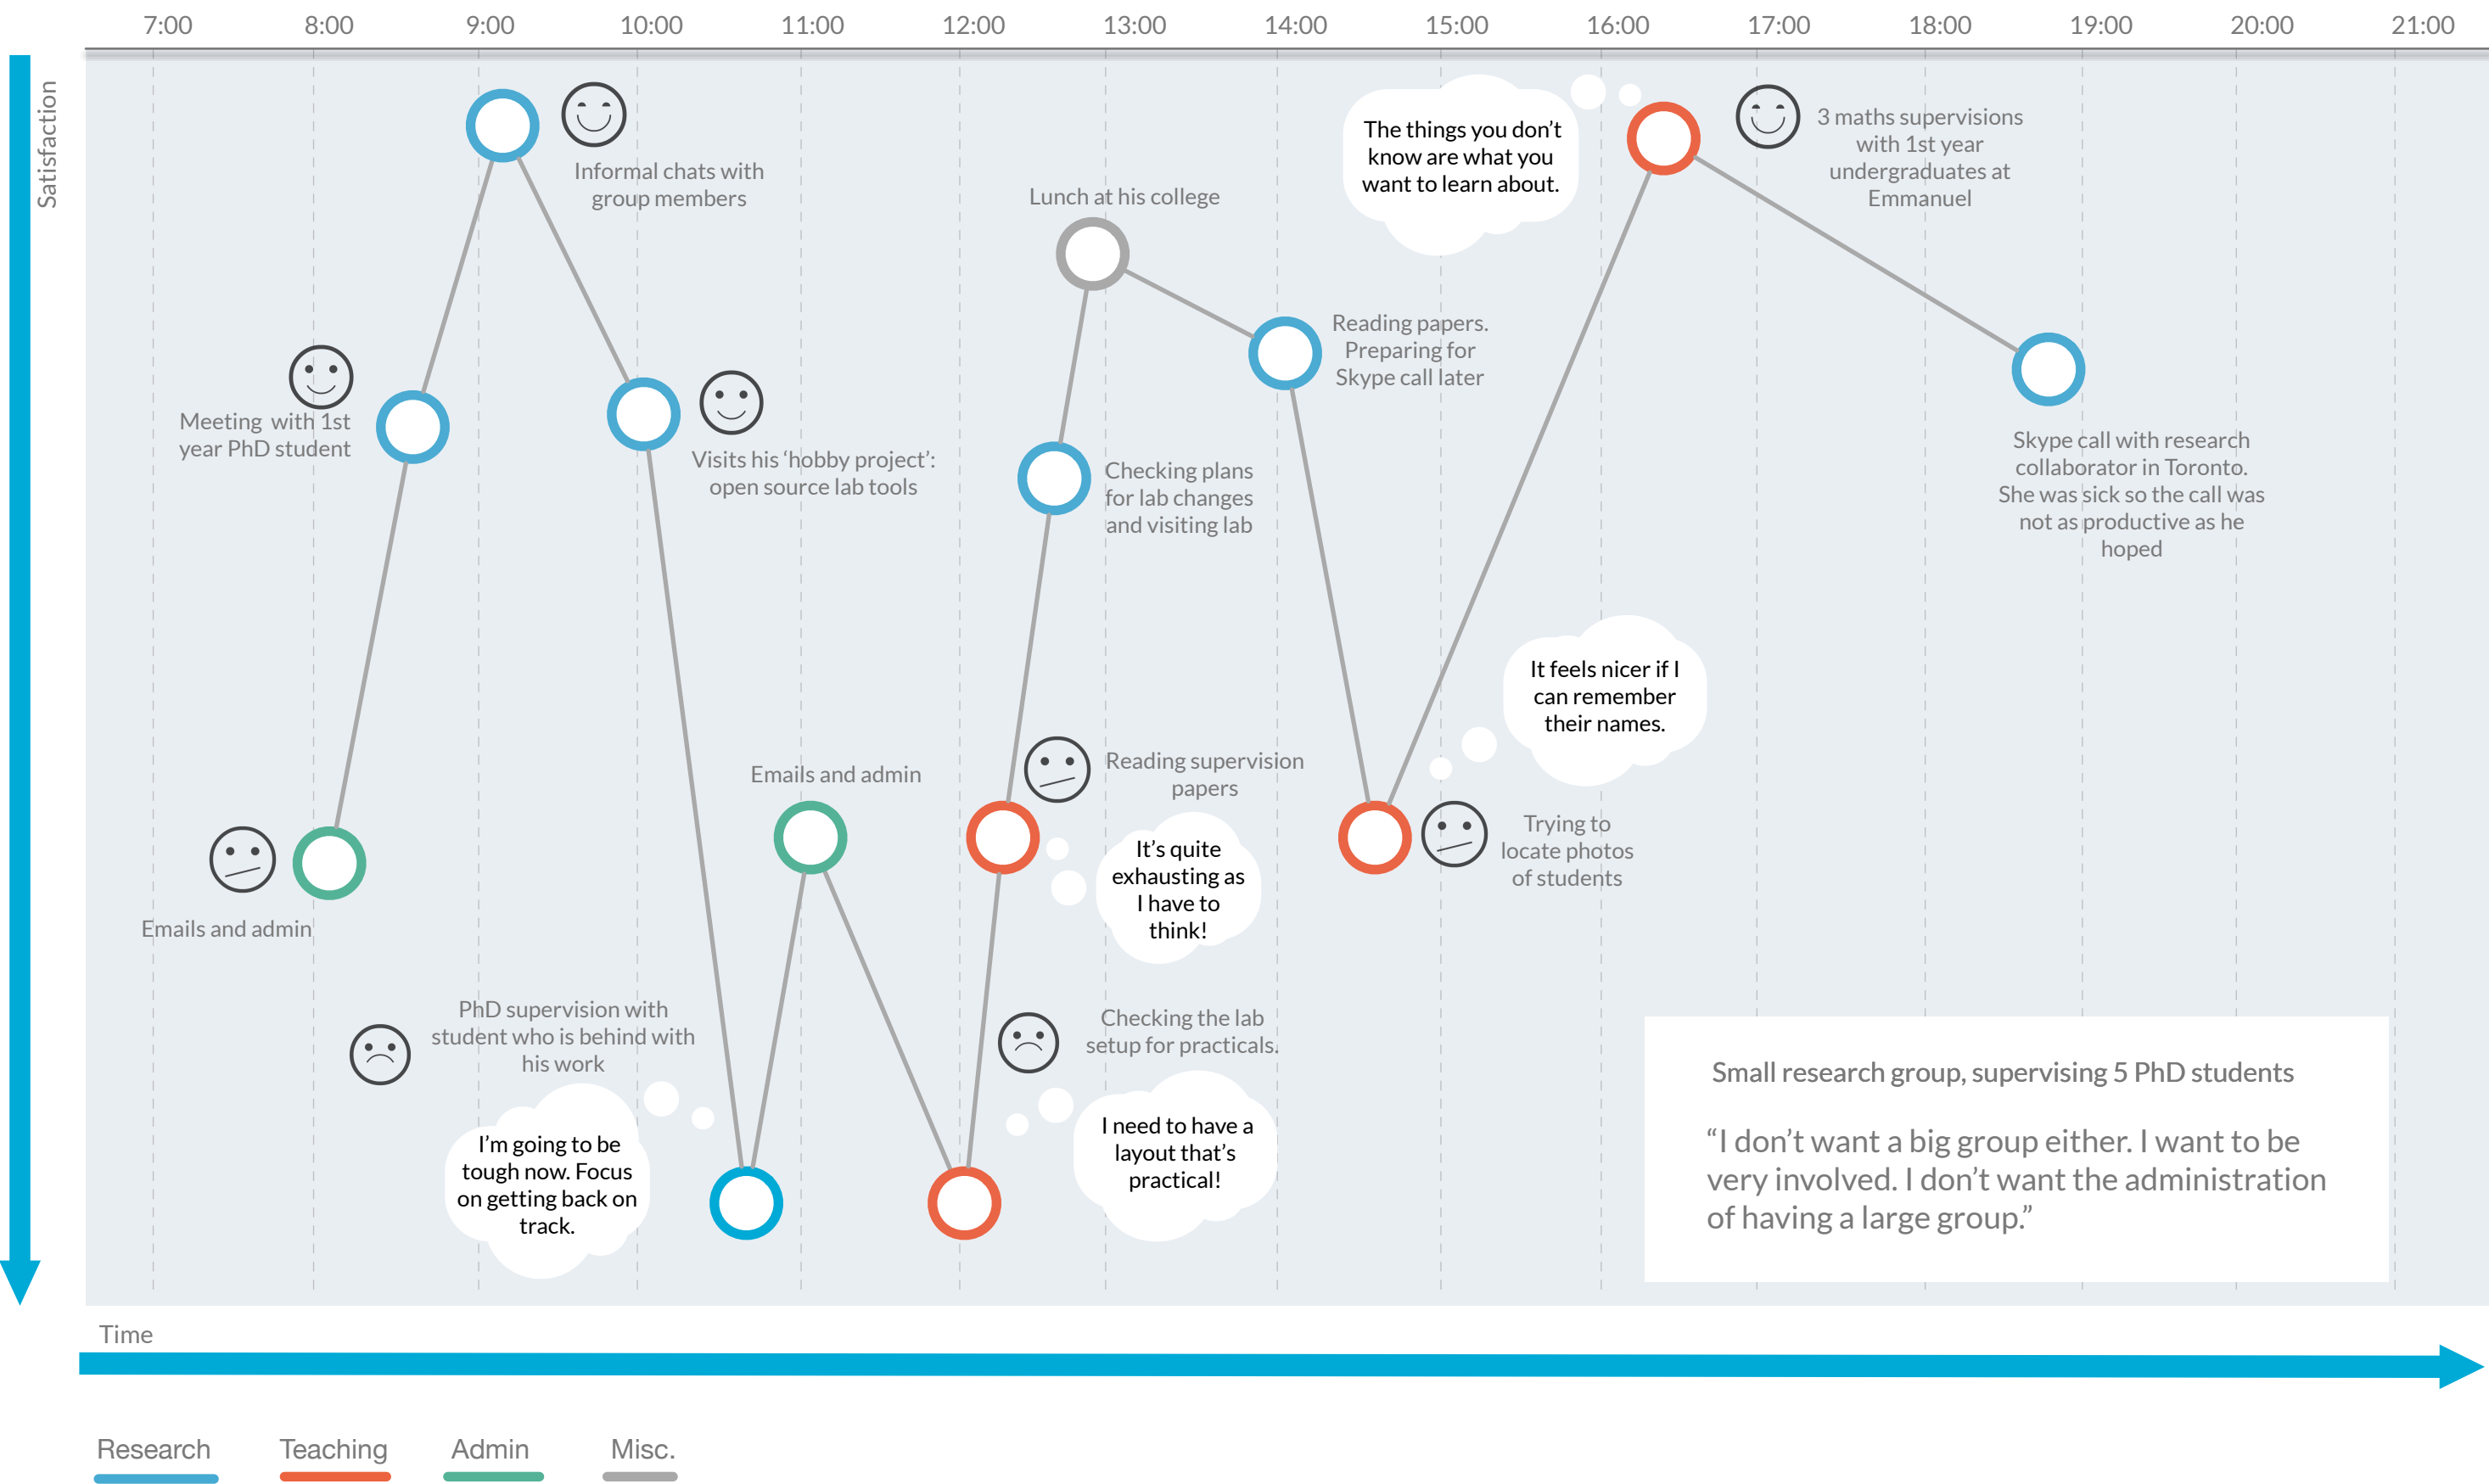 7:00 8:00 9:00 10:00 11:00 12:00 13:00 14:00 15:00 16:00 17:00 18:00 19:00 20:00 21:00
Satisfaction
Informal chats with
group members
Meeting with 1st
year PhD student
Visits his ‘hobby project’:
open source lab tools
Emails and admin
PhD supervision with
student who is behind with
his work
I’m going to be
tough now. Focus
on getting back on
track.
Emails and admin
Lunch at his college
Checking plans
for lab changes
and visiting lab
Reading supervision
papers
It’s quite
exhausting as
I have to
think!
Checking the lab
setup for practicals.
I need to have a
layout that’s
practical!
Reading papers.
Preparing for
Skype call later
The things you don’t
know are what you
want to learn about.
It feels nicer if I
can remember
their names.
Trying to
locate photos
of students
3 maths supervisions
with 1st year
undergraduates at
Emmanuel
Skype call with research
collaborator in Toronto.
She was sick so the call was
not as productive as he
hoped
Small research group, supervising 5 PhD students
“I don’t want a big group either. I want to be
very involved. I don’t want the administration
of having a large group.”
Time
Research Teaching Admin Misc.